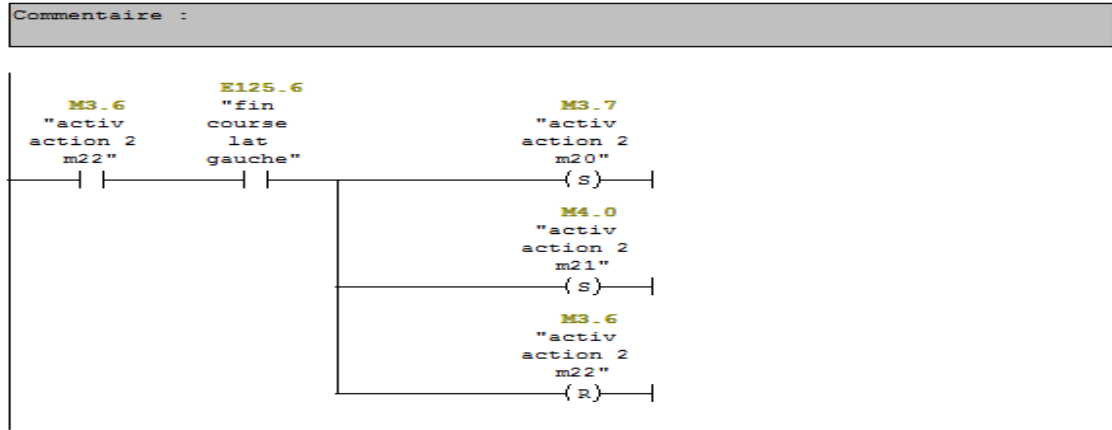 Commentaire :
M3.6
"activ
action 2
m22"
E125.6
"fin
course
lat
gauche"
M3.7
"activ
action 2
m20"
S
M4.0
"activ
action 2
m21"
S
M3.6
"activ
action 2
m22"
R